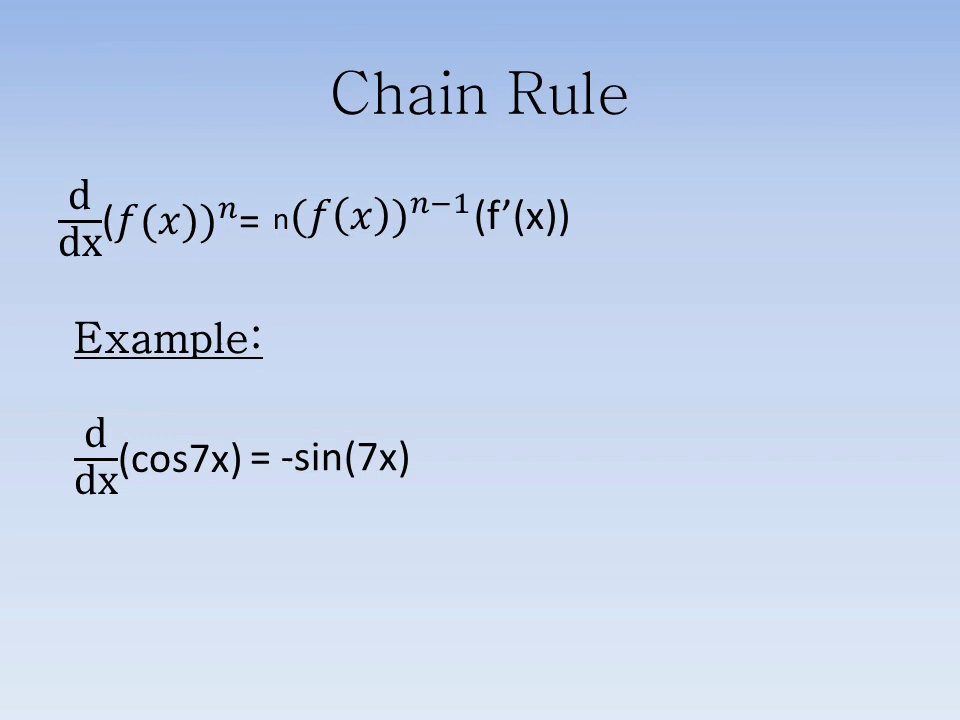 Chain Rule
d/dx(𝑓(𝑥))ⁿ= n(𝑓(𝑥))ⁿ⁻¹(f’(x))
Example:
d/dx(cos7x) = -sin(7x)